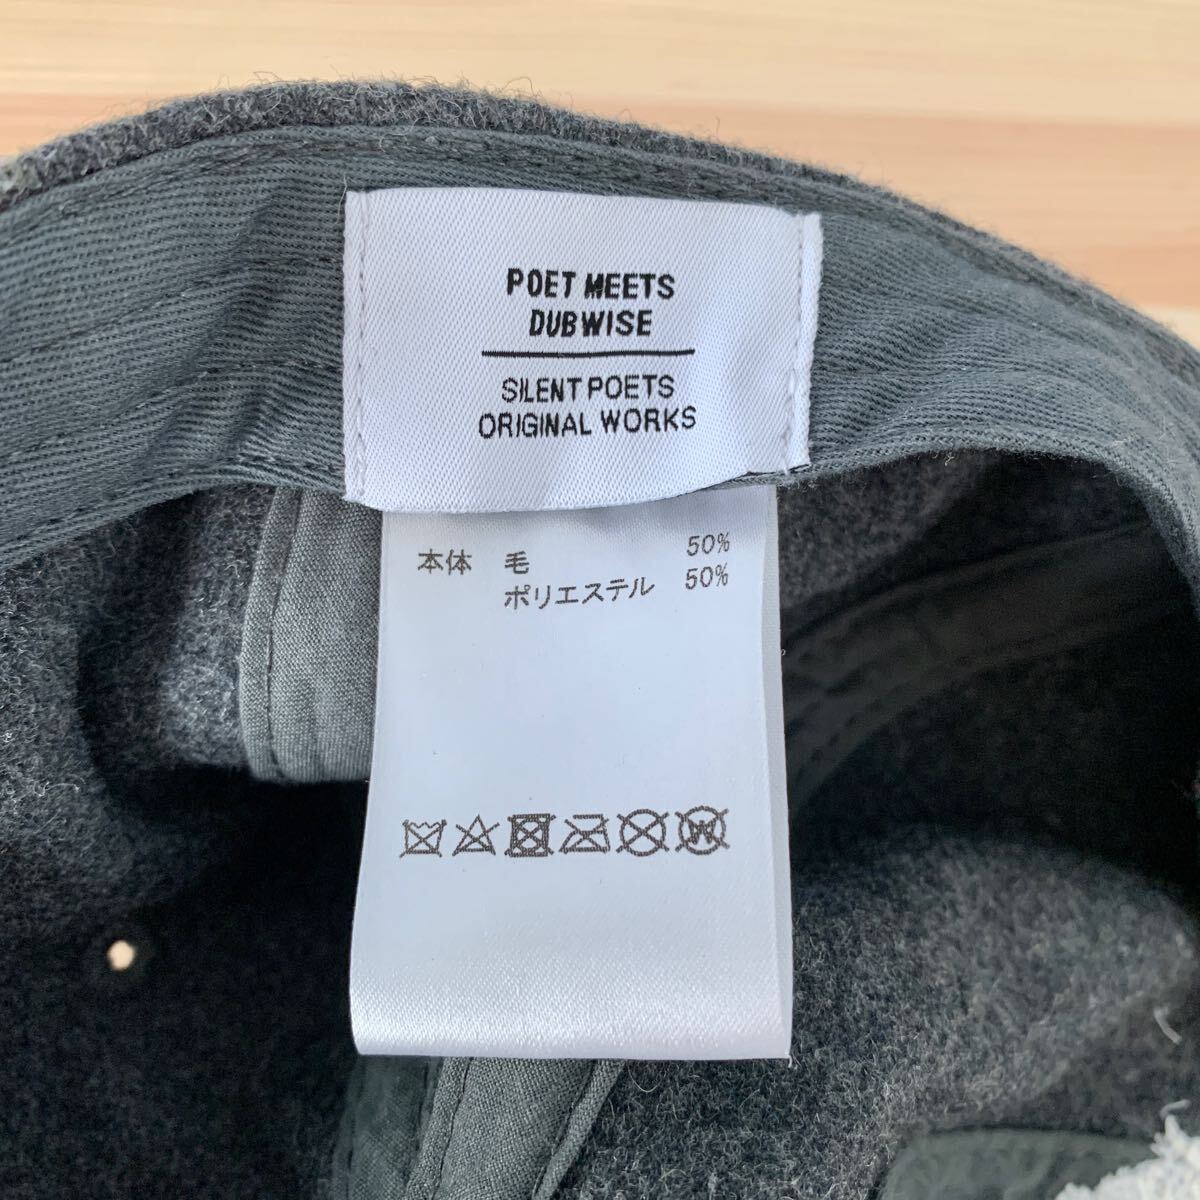 POET MEETS
DUBWISE
SILENT POETS
ORIGINAL WORKS
本体 毛 50%
ポリエステル 50%
W